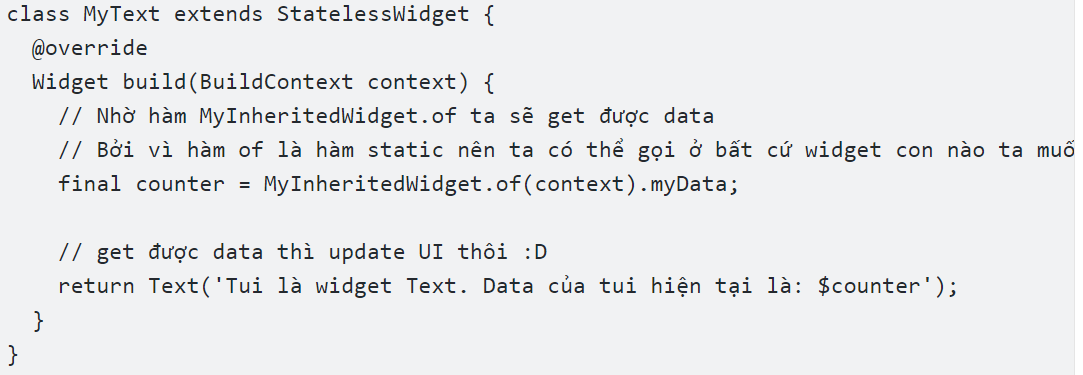 class MyText extends StatelessWidget {
@override
Widget build(BuildContext context) {
// Nhờ hàm MyInheritedWidget.of ta sẽ get được data
// Bởi vì hàm of là hàm static nên ta có thể gọi ở bất cứ widget con nào ta
final counter = MyInheritedWidget.of(context).myData;
// get được data thì update UI thôi :D
return Text('Tui là widget Text. Data của tui hiện tại là: $counter');
}
}